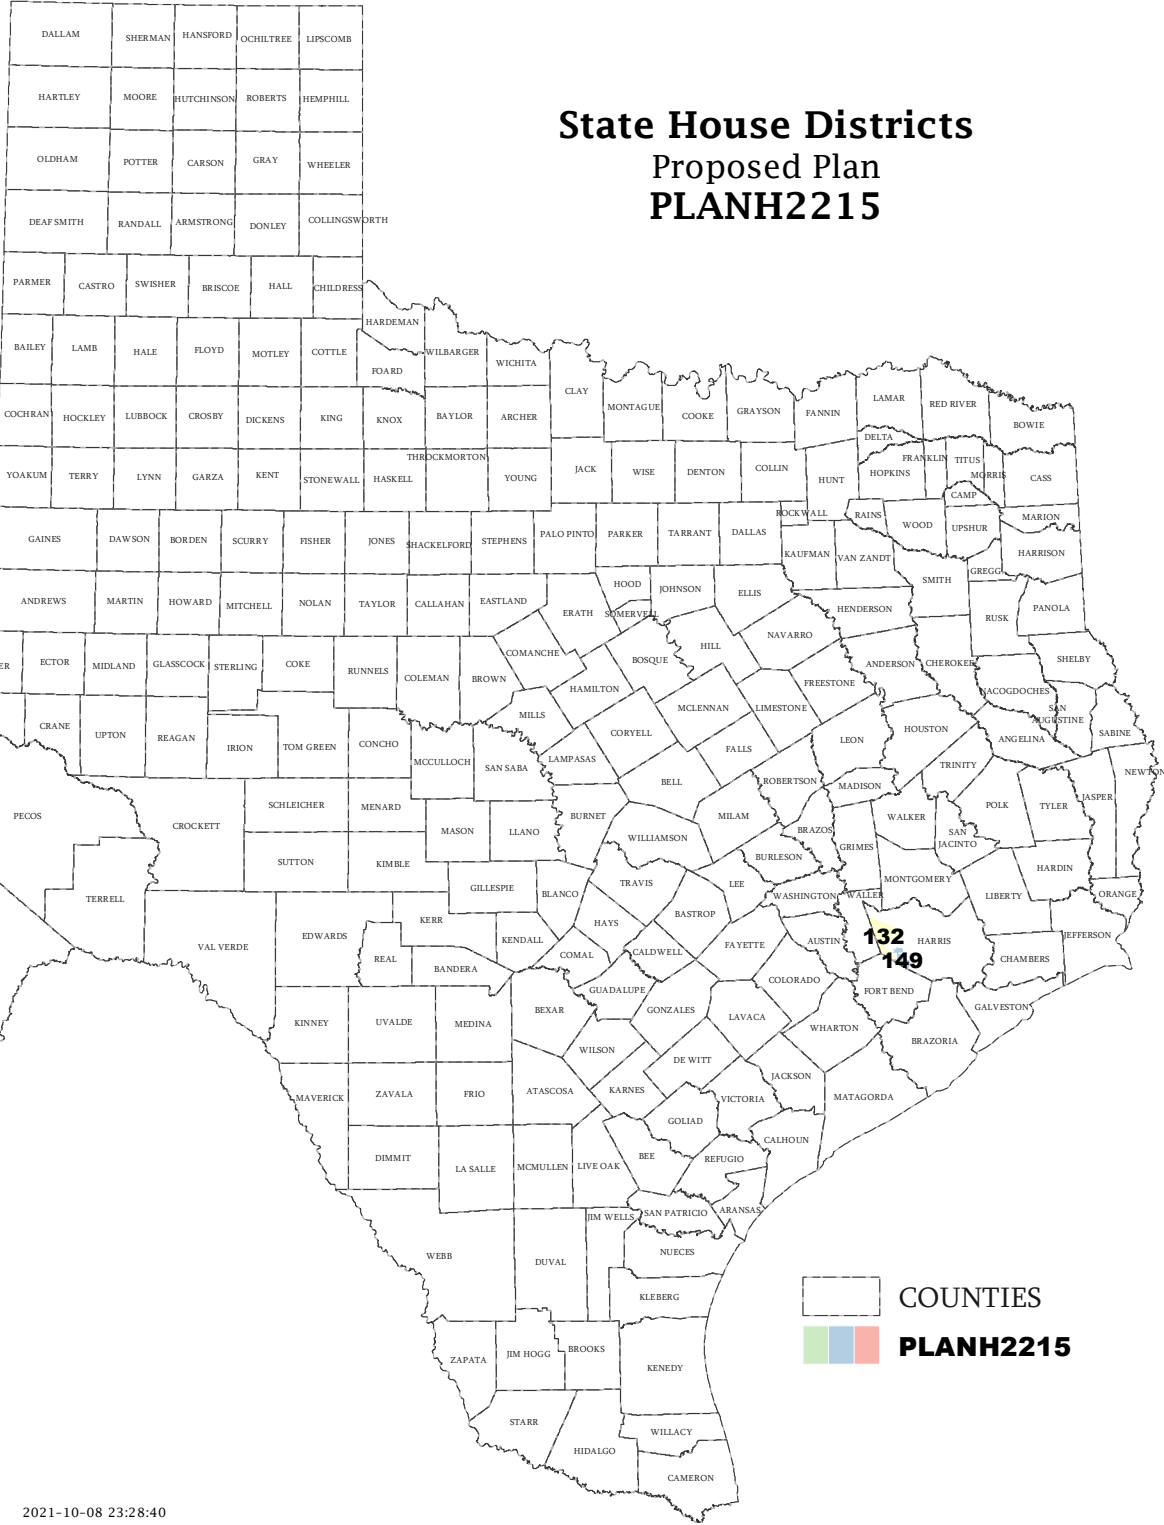 State House Districts
Proposed Plan
PLANH2215
DALLAM SHERMAN HANSFORD OCHILTREE LIPSCOMB
HARTLEY MOORE HUTCHINSON ROBERTS HEMPHILL
OLDHAM POTTER CARSON GRAY WHEELER
DEAF SMITH RANDALL ARMSTRONG DONLEY COLLINGSWORTH
PARMER CASTRO SWISHER BRISCOE HALL CHILDRESS
HARDEMAN
BAILEY LAMB HALE FLOYD MOTLEY COTTLE FOARD WILBARGER WICHITA
CLAY
COCHRAN HOCKLEY LUBBOCK CROSBY DICKENS KING KNOX BAYLOR ARCHER MONTAGUE COOKE GRAYSON FANNIN LAMAR RED RIVER BOWIE
DELTA
THROCKMORTON FRANKLIN TITUS
YOAKUM TERRY LYNN GARZA KENT STONEWALL HASKELL YOUNG JACK WISE DENTON COLLIN HUNT HOPKINS MORRIS CASS
CAMP
ROCKWALL RAINS WOOD UPSHUR MARION
GAINES DAWSON BORDEN SCURRY FISHER JONES SHACKELFORD STEPHENS PALO PINTO PARKER TARRANT DALLAS
KAUFMAN VAN ZANDT HARRISON
GREGG
SMITH
ANDREWS MARTIN HOWARD MITCHELL NOLAN TAYLOR CALLAHAN EASTLAND ERATH HOOD JOHNSON ELLIS
SOMERVELL HENDERSON RUSK PANOLA
NAVARRO
HILL
ER ECTOR MIDLAND GLASSCOCK STERLING COKE RUNNELS COLEMAN BROWN COMANCHE BOSQUE ANDERSON CHEROKEE SHELBY
HAMILTON FREESTONE NACOGDOCHES
MILLS MCLENNAN LIMESTONE SAN
AUGUSTINE
CRANE UPTON REAGAN IRION TOM GREEN CONCHO CORYELL LEON HOUSTON ANGELINA SABINE
FALLS
MCCULLOCH SAN SABA LAMPASAS TRINITY NEWTON
BELL ROBERTSON MADISON
SCHLEICHER MENARD POLK TYLER JASPER
PECOS CROCKETT MASON LLANO BURNET MILAM BRAZOS WALKER
WILLIAMSON GRIMES SAN
JACINTO
SUTTON KIMBLE BURLESON
GILLESPIE BLANCO TRAVIS LEE MONTGOMERY HARDIN
TERRELL WASHINGTON WALLER LIBERTY ORANGE
KERR HAYS BASTROP
VAL VERDE EDWARDS KENDALL CALDWELL FAYETTE AUSTIN 132 HARRIS JEFFERSON
REAL BANDERA COMAL 149 CHAMBERS
GUADALUPE COLORADO FORT BEND
KINNEY UVALDE MEDINA BEXAR GONZALES LAVACA WHARTON GALVESTON
WILSON BRAZORIA
DE WITT
MAVERICK ZAVALA FRIO ATASCOSA KARNES VICTORIA JACKSON MATAGORDA
GOLIAD
CALHOUN
DIMMIT LA SALLE MCMULLEN LIVE OAK BEE REFUGIO
JIM WELLS SAN PATRICIO ARANSAS
WEBB DUVAL NUECES
KLEBERG
ZAPATA JIM HOGG BROOKS KENEDY
STARR HIDALGO WILLACY
CAMERON
COUNTIES
PLANH2215
2021-10-08 23:28:40